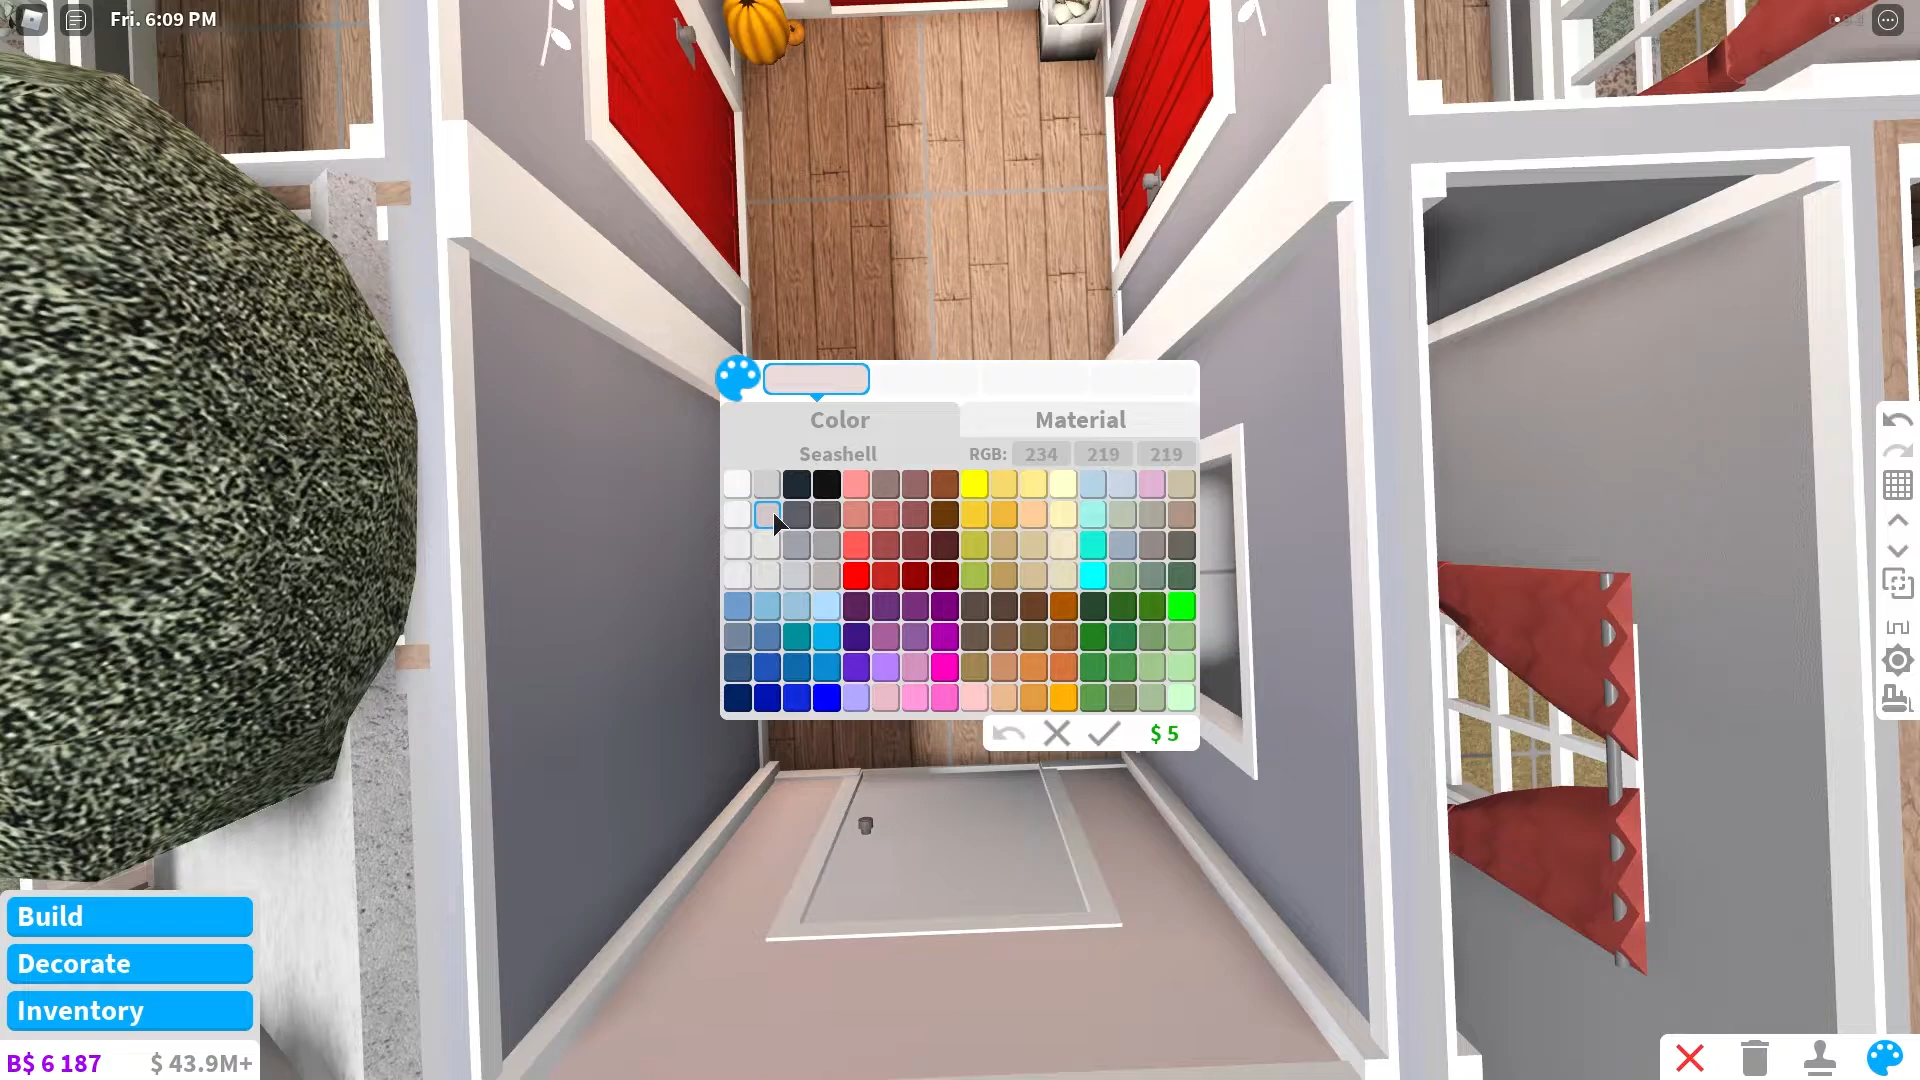 Fri. 6:09 PM
Color
Material
Seashell
RGB: 234 219 219
$ 5
Build
Decorate
Inventory
B$ 6 187
$ 43.9M+